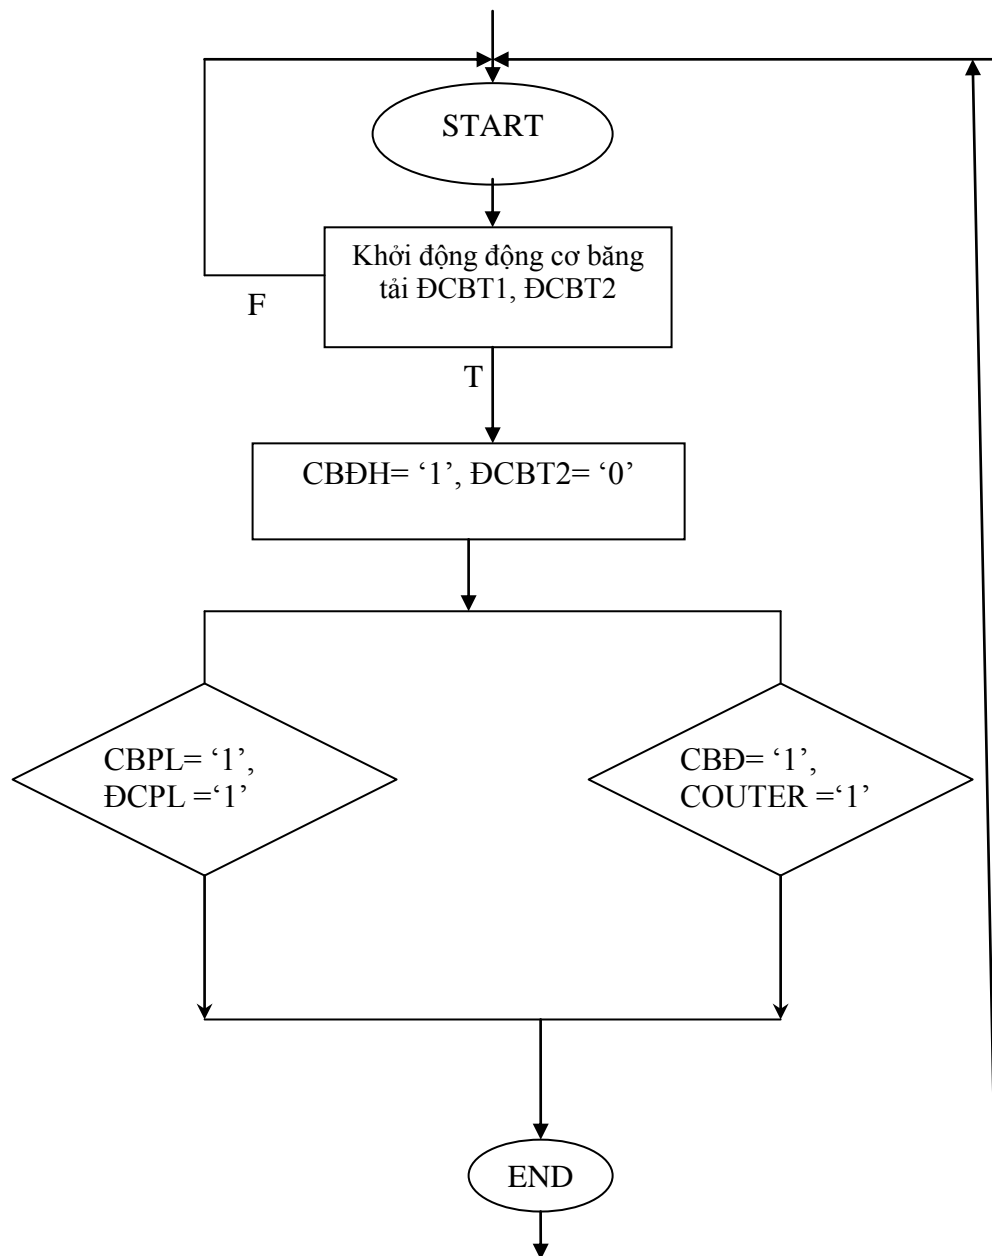 START
Khởi động động cơ băng
tải ĐCBT1, ĐCBT2
F
T
CBĐH= ‘1’, ĐCBT2= ‘0’
CBPL= ‘1’,
ĐCPL =‘1’
CBĐ= ‘1’,
COUTER =‘1’
END